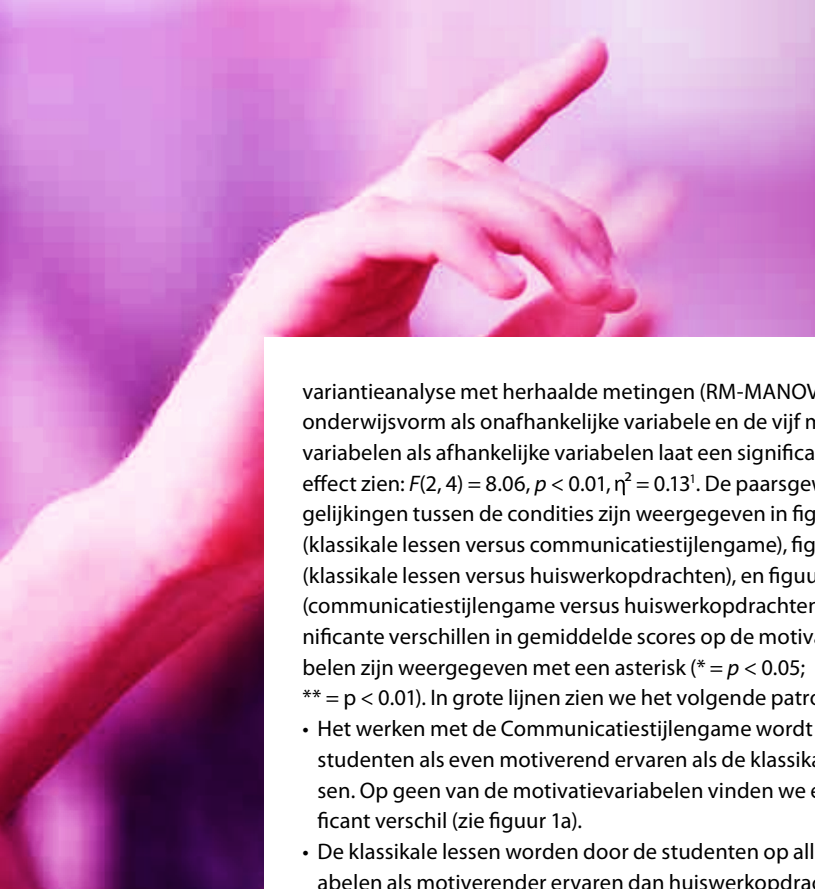 variantieanalyse met herhaalde metingen (RM-MANOV
onderwijsvorm als onafhankelijke variabele en de vijf
variabelen als afhankelijke variabelen laat een significa
effect zien: F(2, 4) = 8.06, p < 0.01, η² = 0.13¹. De paarsgew
gelijkingen tussen de condities zijn weergegeven in fig
(klassikale lessen versus communicatiestijlengame), fig
(klassikale lessen versus huiswerkopdrachten), en figuu
(communicatiestijlengame versus huiswerkopdrachten
nificante verschillen in gemiddelde scores op de motiva
belen zijn weergegeven met een asterisk (* = p < 0.05;
** = p < 0.01). In grote lijnen zien we het volgende patro
• Het werken met de Communicatiestijlengame wordt
studenten als even motiverend ervaren als de klassika
sen. Op geen van de motivatievariabelen vinden we e
ficant verschil (zie figuur 1a).
• De klassikale lessen worden door de studenten op all
abelen als motiverender ervaren dan huiswerkopdrac